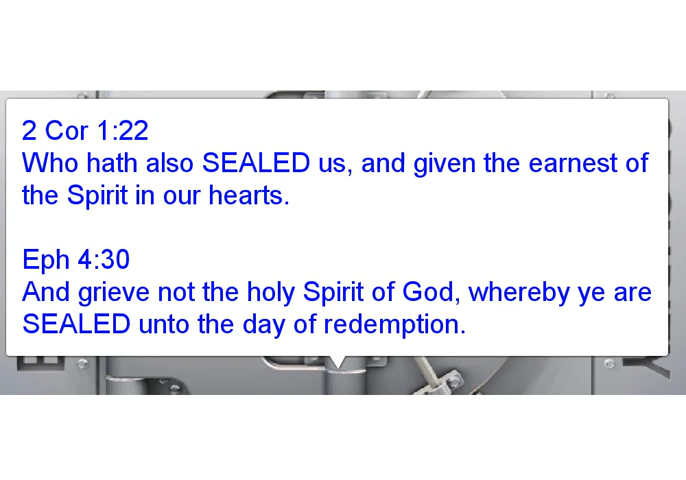 2 Cor 1:22
Who hath also SEALED us, and given the earnest of
the Spirit in our hearts.
Eph 4:30
And grieve not the holy Spirit of God, whereby ye are
SEALED unto the day of redemption.